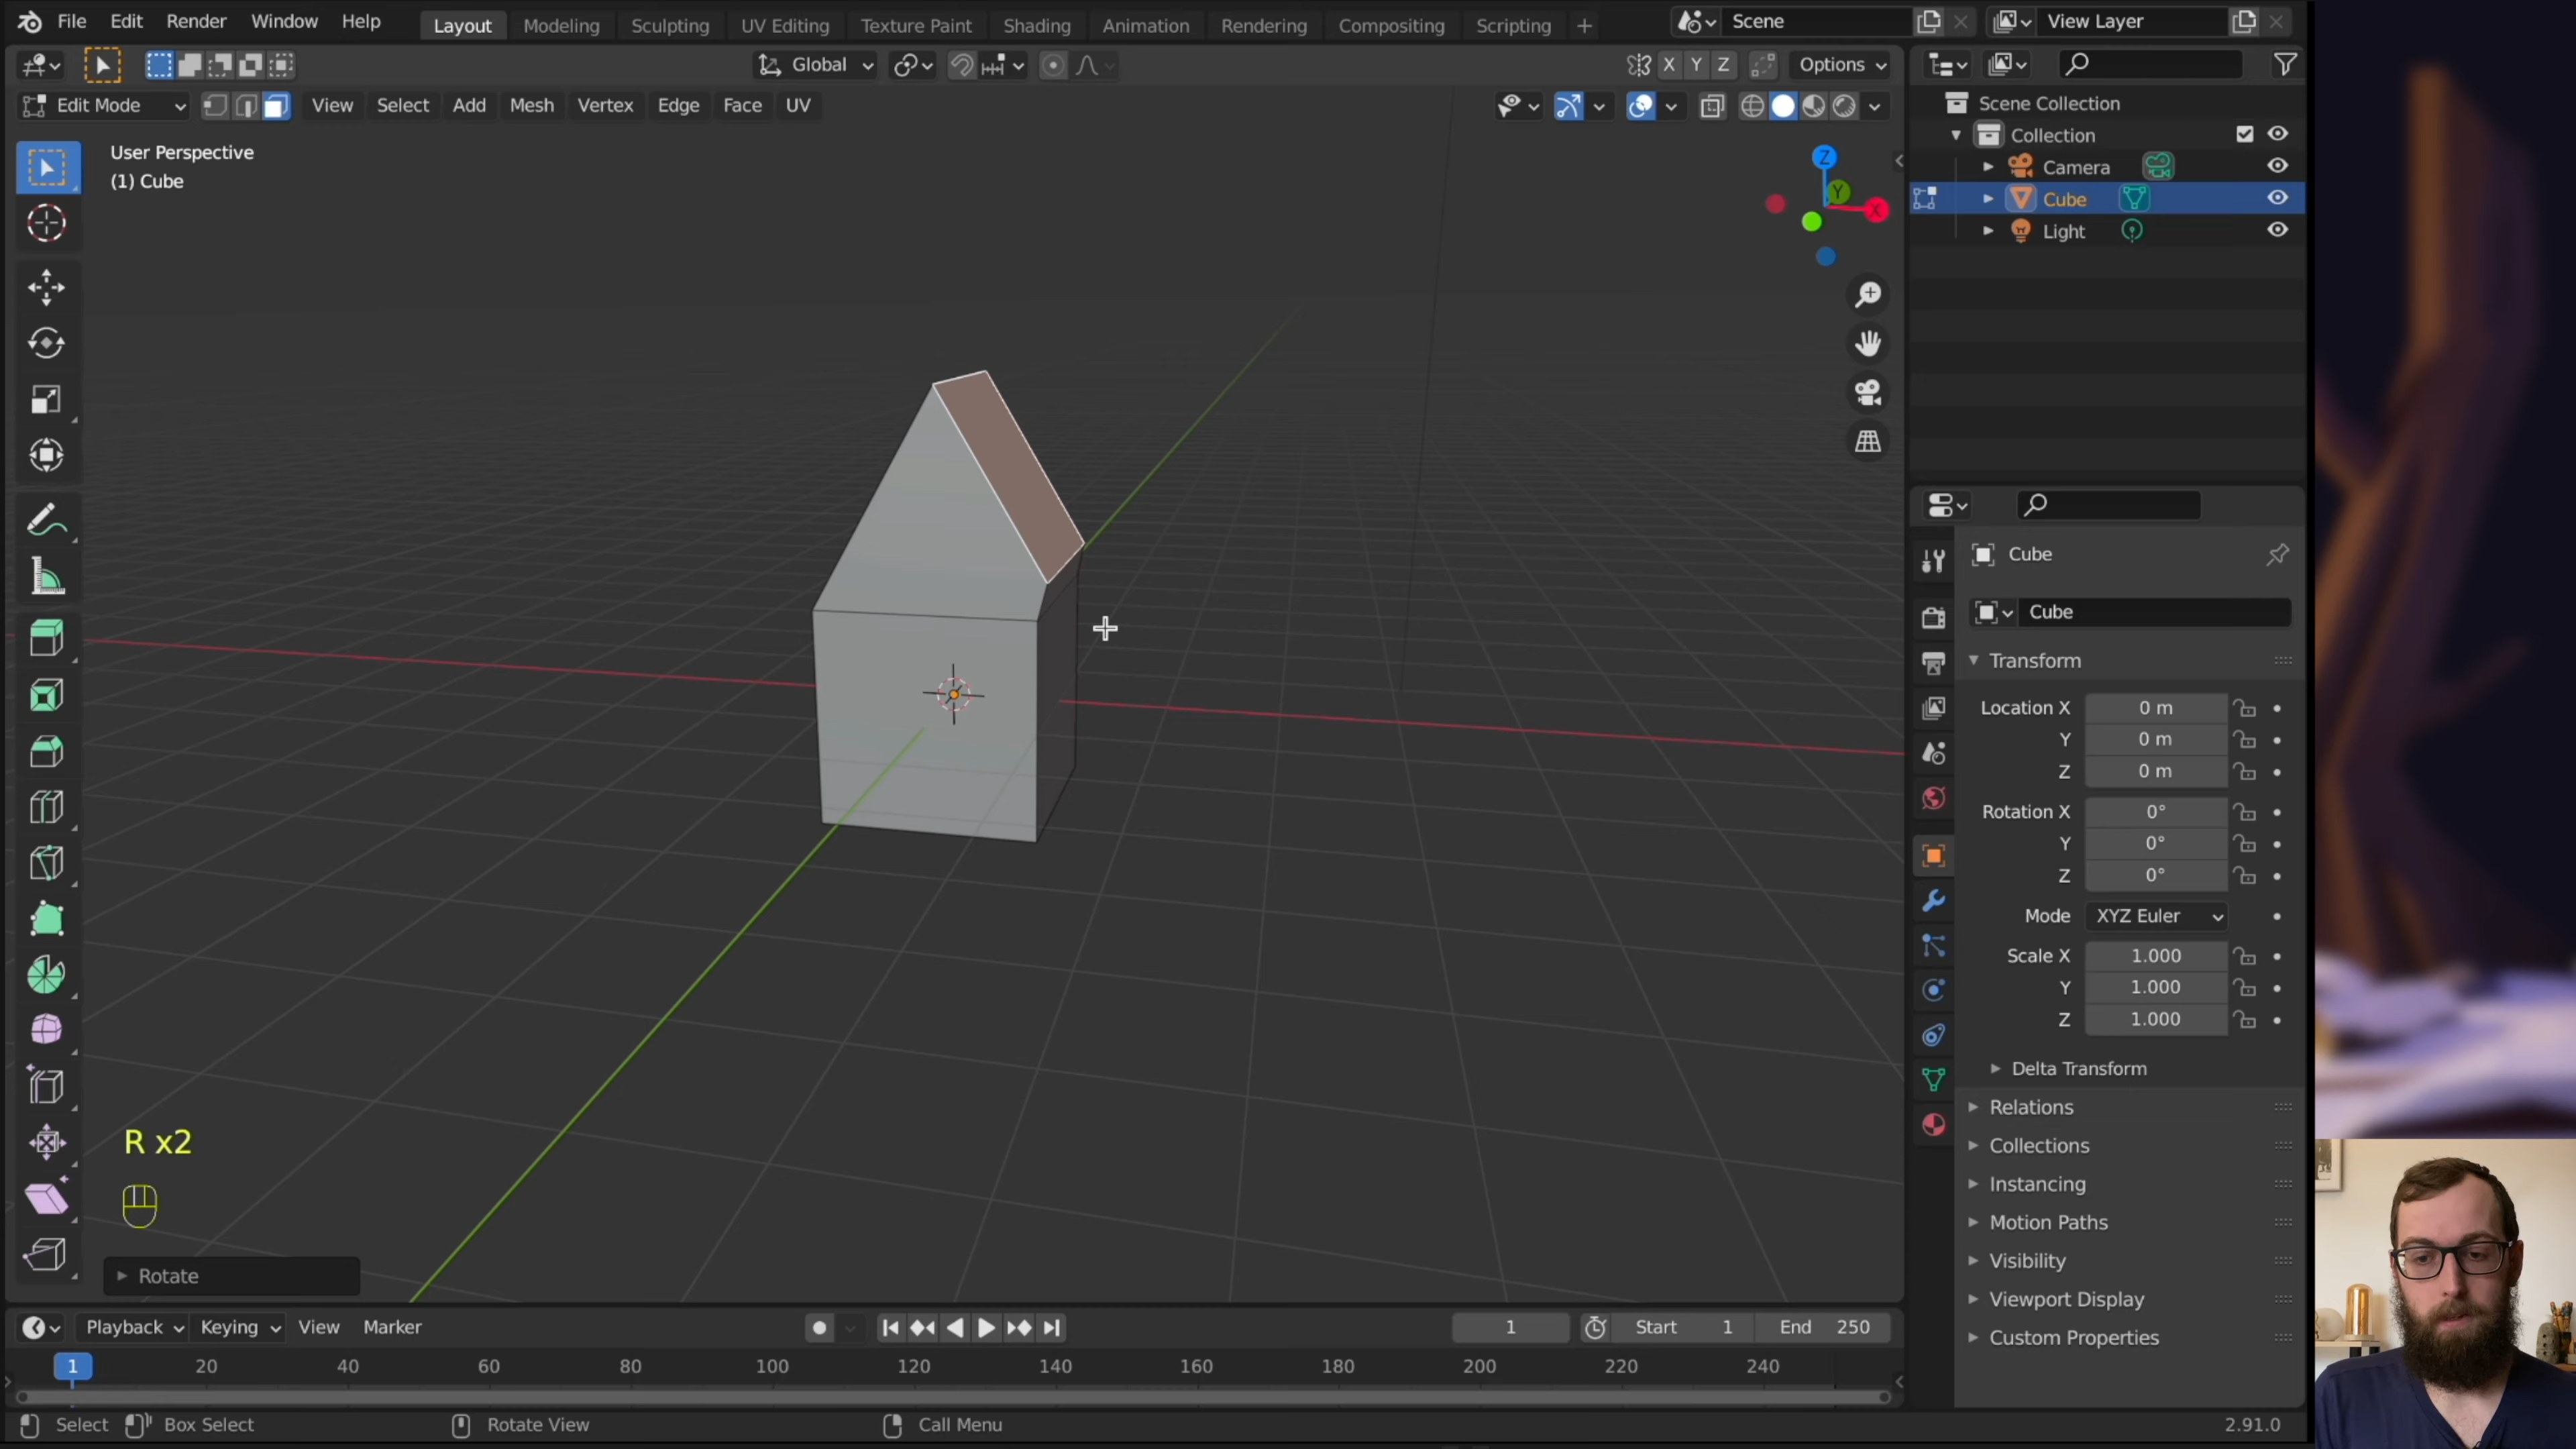 File Edit Render Window Help Layout Modeling Sculpting UV Editing Texture Paint Shading Animation Rendering Compositing Scripting + Scene View Layer
Global X Y Z Options
Edit Mode View Select Add Mesh Vertex Edge Face UV
User Perspective
(1) Cube
Z
Y
X
Scene Collection
Collection
Camera
Cube
Light
Cube
Cube
Transform
Location X 0 m
Y 0 m
Z 0 m
Rotation X 0°
Y 0°
Z 0°
Mode XYZ Euler
Scale X 1.000
Y 1.000
Z 1.000
Delta Transform
Relations
Collections
Instancing
Motion Paths
Visibility
Viewport Display
Custom Properties
R x2
Rotate
Playback Keying View Marker 1 Start 1 End 250
1 20 40 60 80 100 120 140 160 180 200 220 240
Select Box Select Rotate View Call Menu 2.91.0